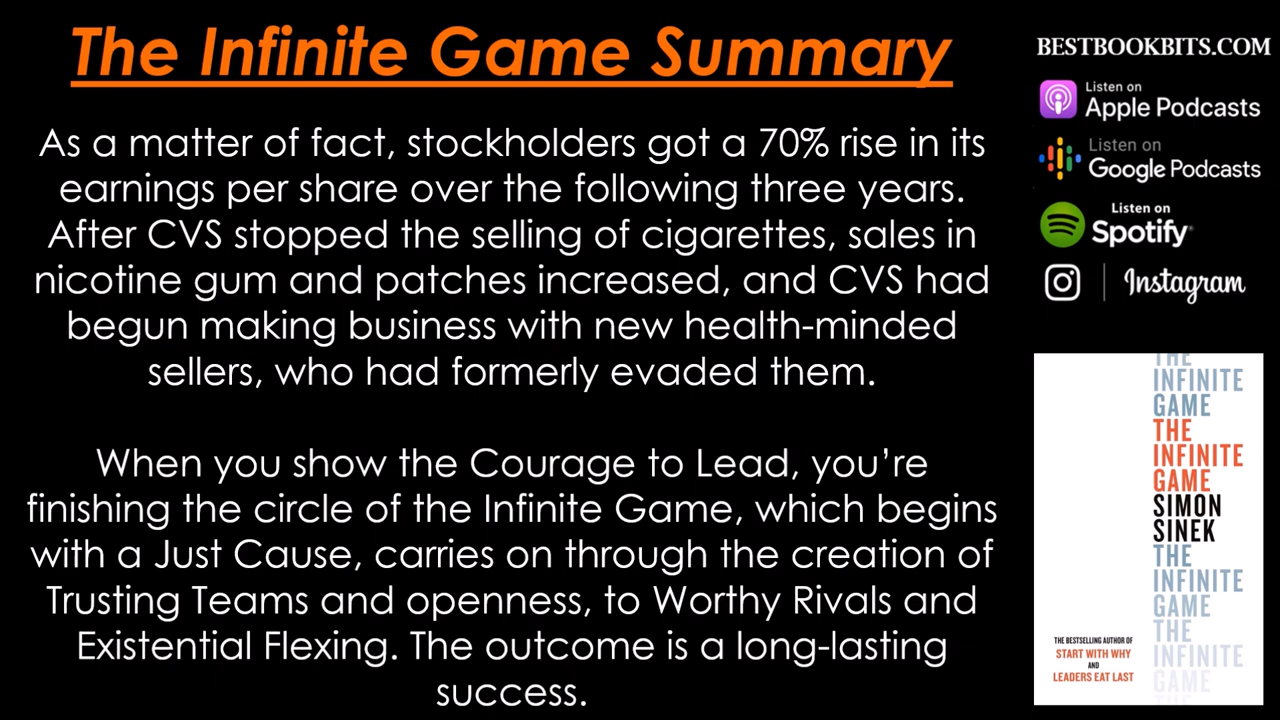 The Infinite Game Summary
As a matter of fact, stockholders got a 70% rise in its
earnings per share over the following three years.
After CVS stopped the selling of cigarettes, sales in
nicotine gum and patches increased, and CVS had
begun making business with new health-minded
sellers, who had formerly evaded them.
When you show the Courage to Lead, you’re
finishing the circle of the Infinite Game, which begins
with a Just Cause, carries on through the creation of
Trusting Teams and openness, to Worthy Rivals and
Existential Flexing. The outcome is a long-lasting
success.
BESTBOOKBITS.COM
Listen on
Apple Podcasts
Listen on
Google Podcasts
Listen on
Spotify
Instagram
THE
INFINITE
GAME
THE
INFINITE
GAME
SIMON
SINEK
THE
INFINITE
GAME
THE
INFINITE
GAME
THE
THE BESTSELLING AUTHOR OF
START WITH WHY
AND
LEADERS EAT LAST